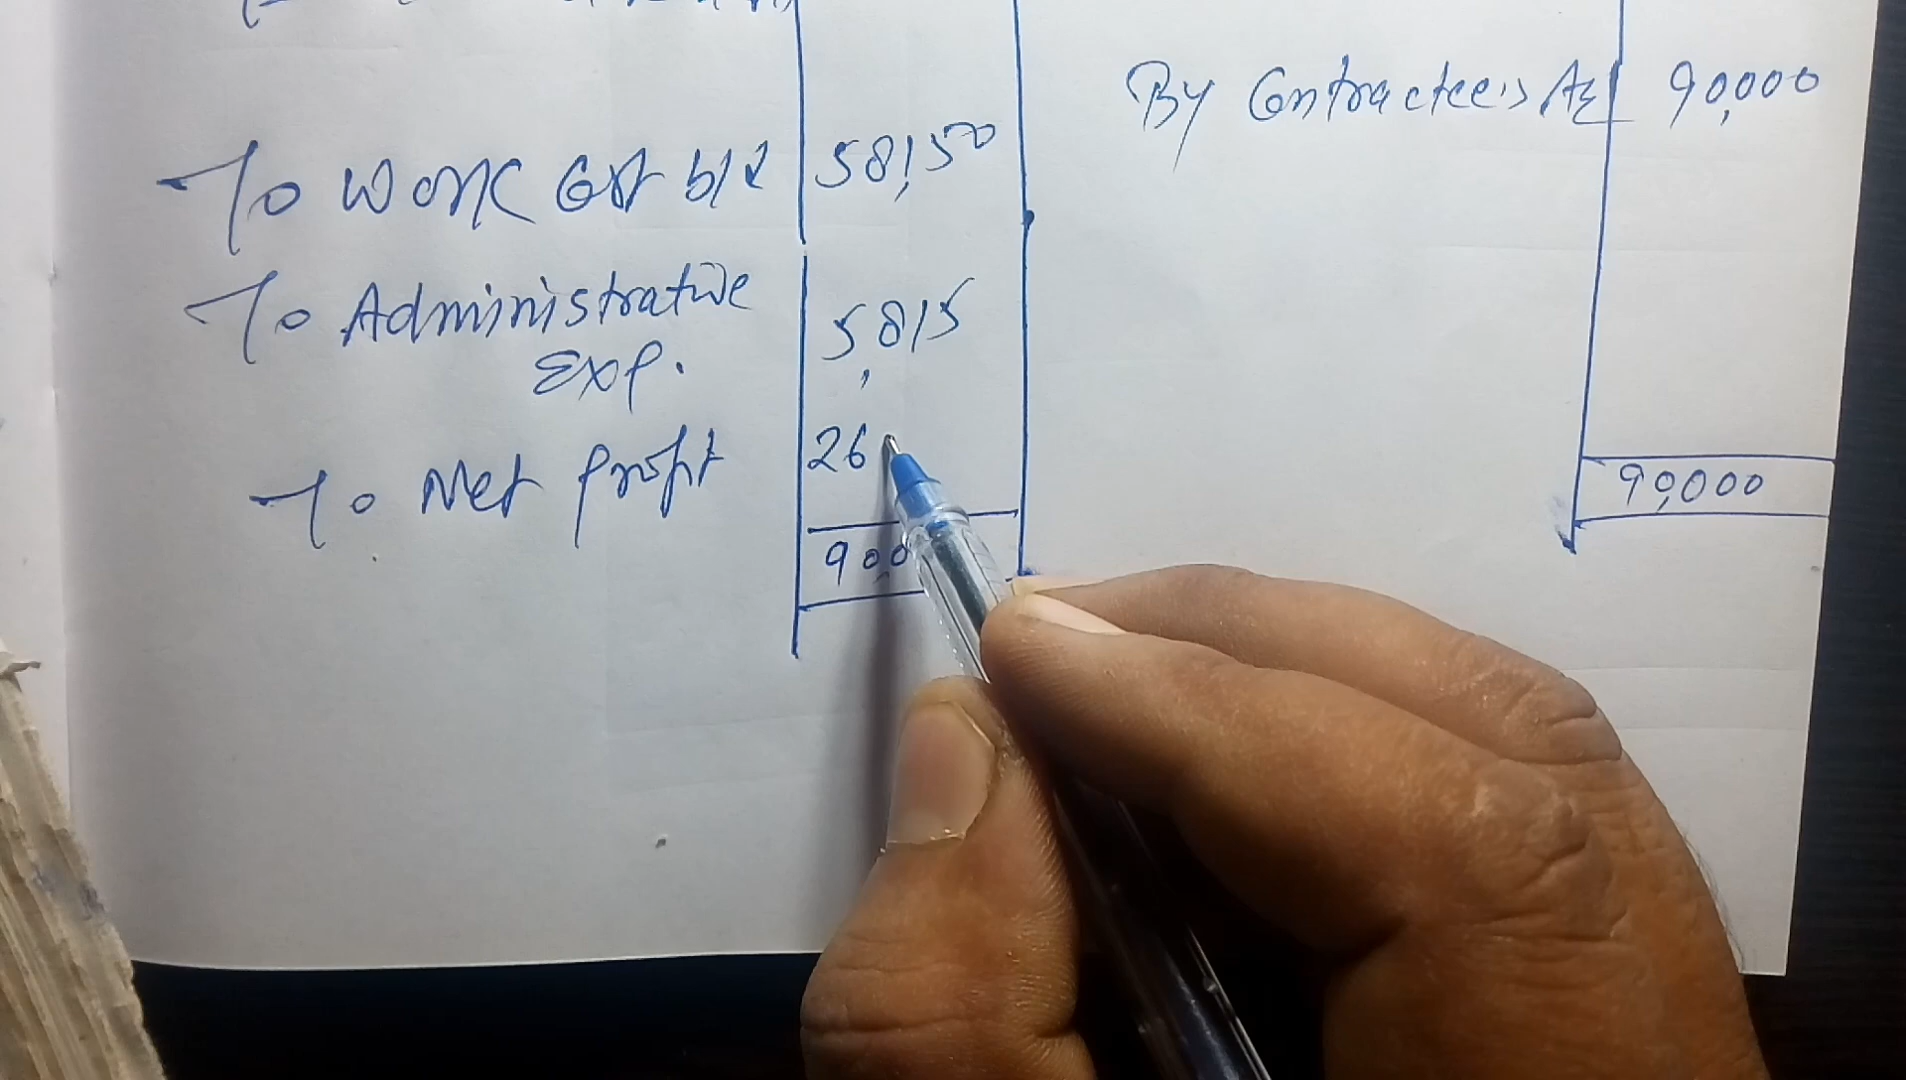 By Contractee's A/c 90,000
To Work Cost b/d 58,150
To Administrative 5,815
Exp.
To Net Profit 26
90,000